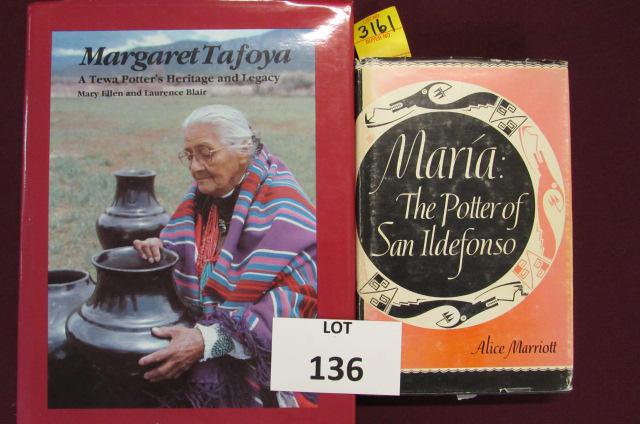 Margaret Tafoya
A Tewa Potter's Heritage and Legacy
Mary Ellen and Laurence Blair
3161
María:
The Potter of
San Ildefonso
Alice Marriott
LOT
136